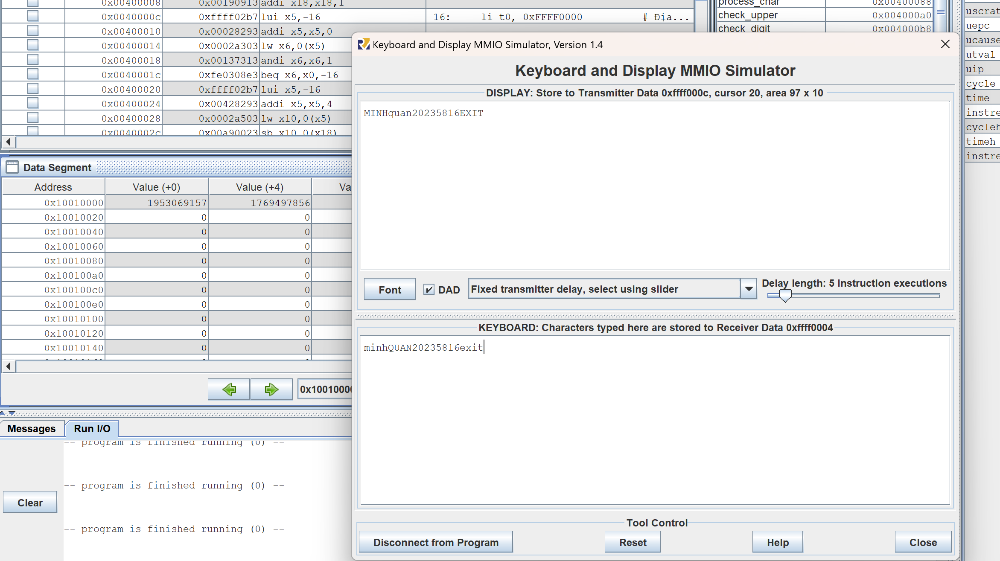 0x00400008 0x00190913 addi x18,x18,1
0x0040000c 0xffff02b7 lui x5,-16 16: li t0, 0xFFFF0000 # Địa...
0x00400010 0x00028293 addi x5,x5,0
0x00400014 0x0002a303 lw x6,0(x5)
0x00400018 0x00137313 andi x6,x6,1
0x0040001c 0xfe0308e3 beq x6,x0,-16
0x00400020 0xffff02b7 lui x5,-16
0x00400024 0x00428293 addi x5,x5,4
0x00400028 0x0002a503 lw x10,0(x5)
0x0040002c 0x00a90023 sb x10,0(x18)
process_char 0x00400088
check_upper 0x004000a0
check_digit 0x004000b8
uscrat
uepc
ucause
utval
uip
cycle
time
instre
cycleh
timeh
instre
Data Segment
Address Value (+0) Value (+4) Va
0x10010000 1953069157 1769497856
0x10010020 0 0
0x10010040 0 0
0x10010060 0 0
0x10010080 0 0
0x100100a0 0 0
0x100100c0 0 0
0x100100e0 0 0
0x10010100 0 0
0x10010120 0 0
0x10010140 0 0
0x10010000
Messages Run I/O
-- program is finished running (0) --
-- program is finished running (0) --
-- program is finished running (0) --
Clear
Keyboard and Display MMIO Simulator, Version 1.4
Keyboard and Display MMIO Simulator
DISPLAY: Store to Transmitter Data 0xffff000c, cursor 20, area 97 x 10
MINHquan20235816EXIT
Font DAD Fixed transmitter delay, select using slider Delay length: 5 instruction executions
KEYBOARD: Characters typed here are stored to Receiver Data 0xffff0004
minhQUAN20235816exit
Tool Control
Disconnect from Program Reset Help Close